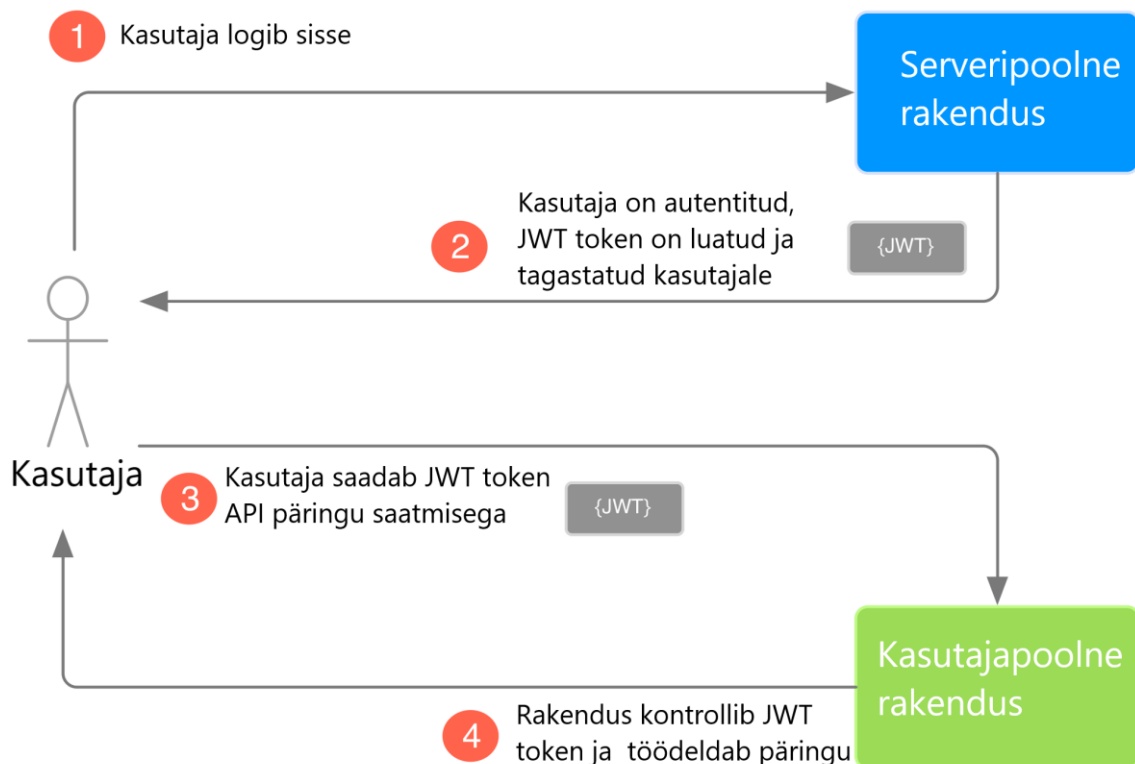 1
Kasutaja logib sisse
Serveripoolne
rakendus
2
Kasutaja on autentitud,
JWT token on luatud ja
tagastatud kasutajale
{JWT}
Kasutaja
3
Kasutaja saadab JWT token
API päringu saatmisega
{JWT}
Kasutajapoolne
rakendus
4
Rakendus kontrollib JWT
token ja töödeldab päringu